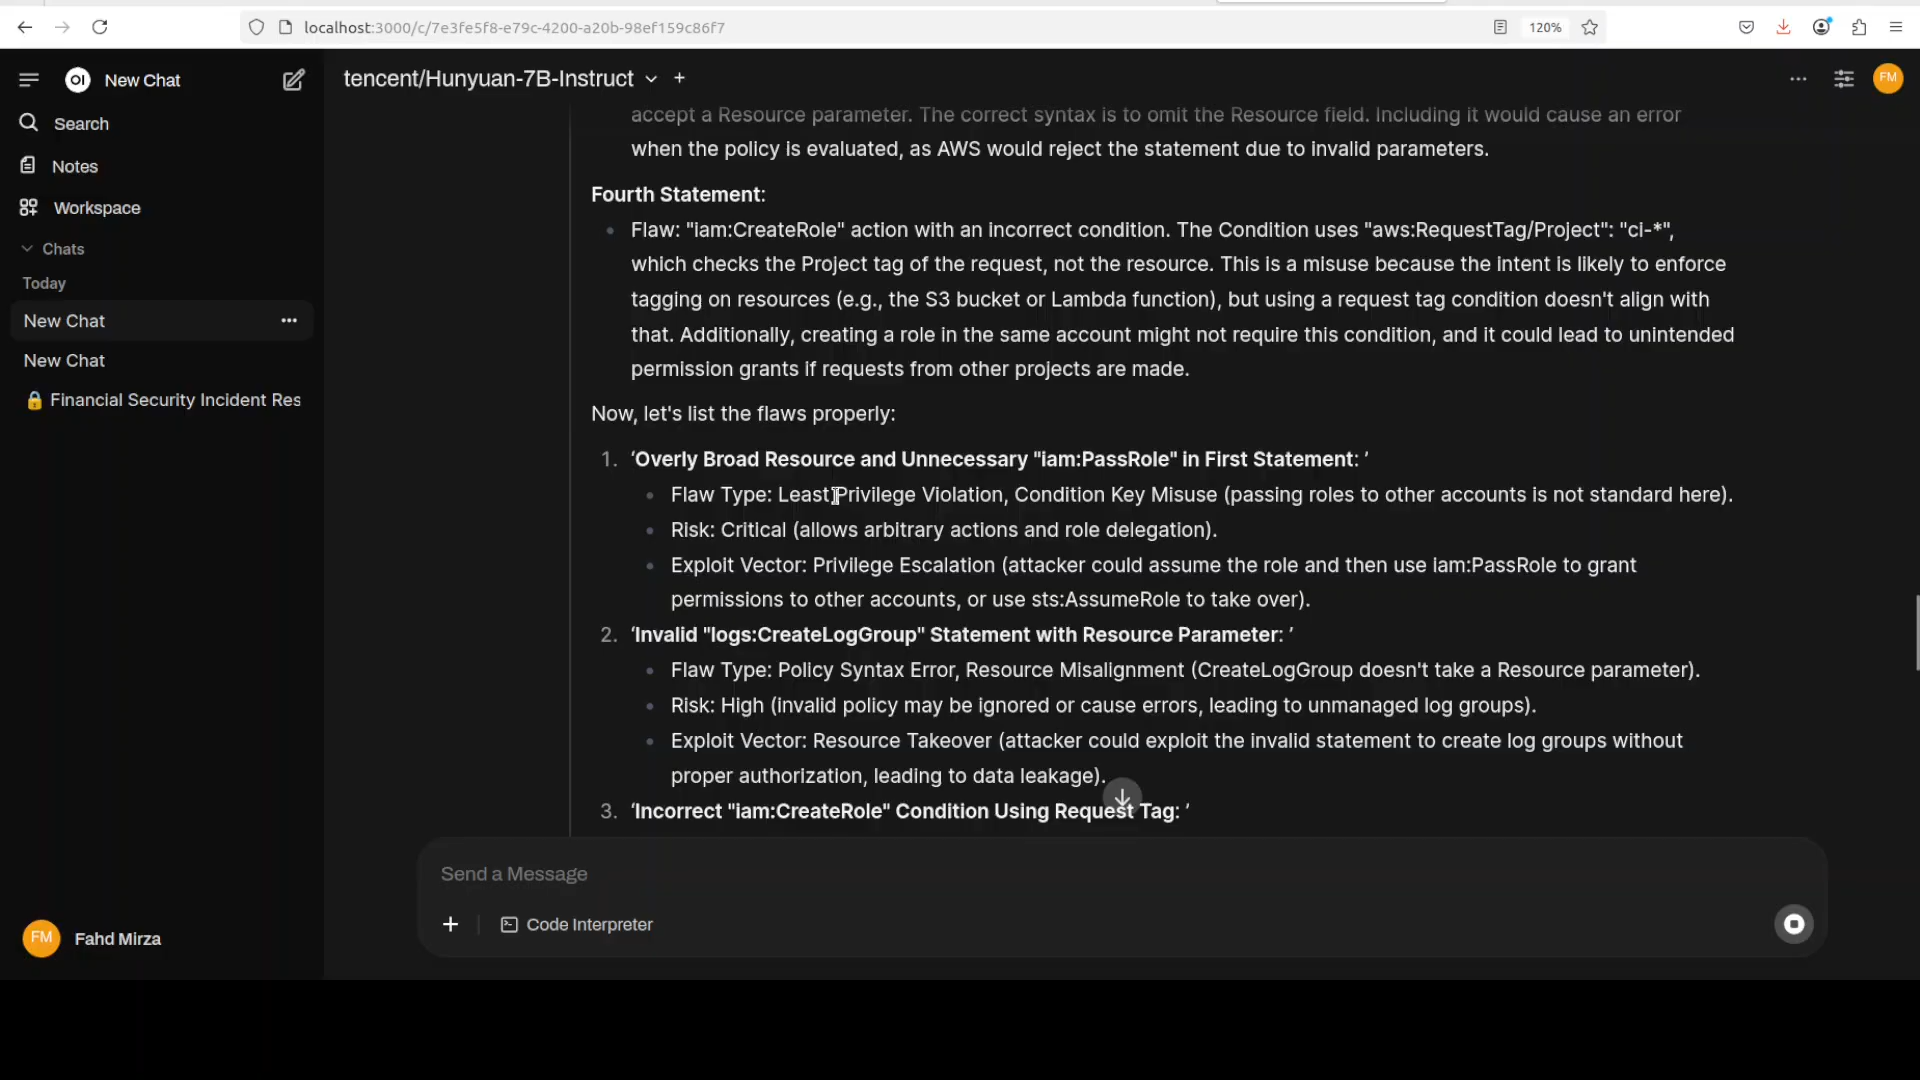 localhost:3000/c/7e3fe5f8-e79c-4200-a20b-98ef159c86f7
120%
OI New Chat
tencent/Hunyuan-7B-Instruct
FM
Search
Notes
Workspace
Chats
Today
New Chat
New Chat
Financial Security Incident Res
FM Fahd Mirza
accept a Resource parameter. The correct syntax is to omit the Resource field. Including it would cause an error
when the policy is evaluated, as AWS would reject the statement due to invalid parameters.
Fourth Statement:
Flaw: "iam:CreateRole" action with an incorrect condition. The Condition uses "aws:RequestTag/Project": "ci-*",
which checks the Project tag of the request, not the resource. This is a misuse because the intent is likely to enforce
tagging on resources (e.g., the S3 bucket or Lambda function), but using a request tag condition doesn't align with
that. Additionally, creating a role in the same account might not require this condition, and it could lead to unintended
permission grants if requests from other projects are made.
Now, let's list the flaws properly:
1. ‘Overly Broad Resource and Unnecessary "iam:PassRole" in First Statement: ’
Flaw Type: Least Privilege Violation, Condition Key Misuse (passing roles to other accounts is not standard here).
Risk: Critical (allows arbitrary actions and role delegation).
Exploit Vector: Privilege Escalation (attacker could assume the role and then use iam:PassRole to grant
permissions to other accounts, or use sts:AssumeRole to take over).
2. ‘Invalid "logs:CreateLogGroup" Statement with Resource Parameter: ’
Flaw Type: Policy Syntax Error, Resource Misalignment (CreateLogGroup doesn't take a Resource parameter).
Risk: High (invalid policy may be ignored or cause errors, leading to unmanaged log groups).
Exploit Vector: Resource Takeover (attacker could exploit the invalid statement to create log groups without
proper authorization, leading to data leakage).
3. ‘Incorrect "iam:CreateRole" Condition Using Request Tag: ’
Send a Message
Code Interpreter